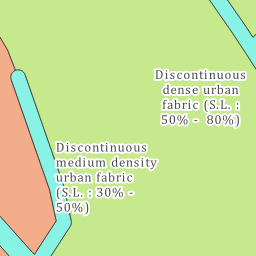 Discontinuous
dense urban
fabric (S.L. :
50% - 80%)
Discontinuous
medium density
urban fabric
(S.L. : 30% -
50%)